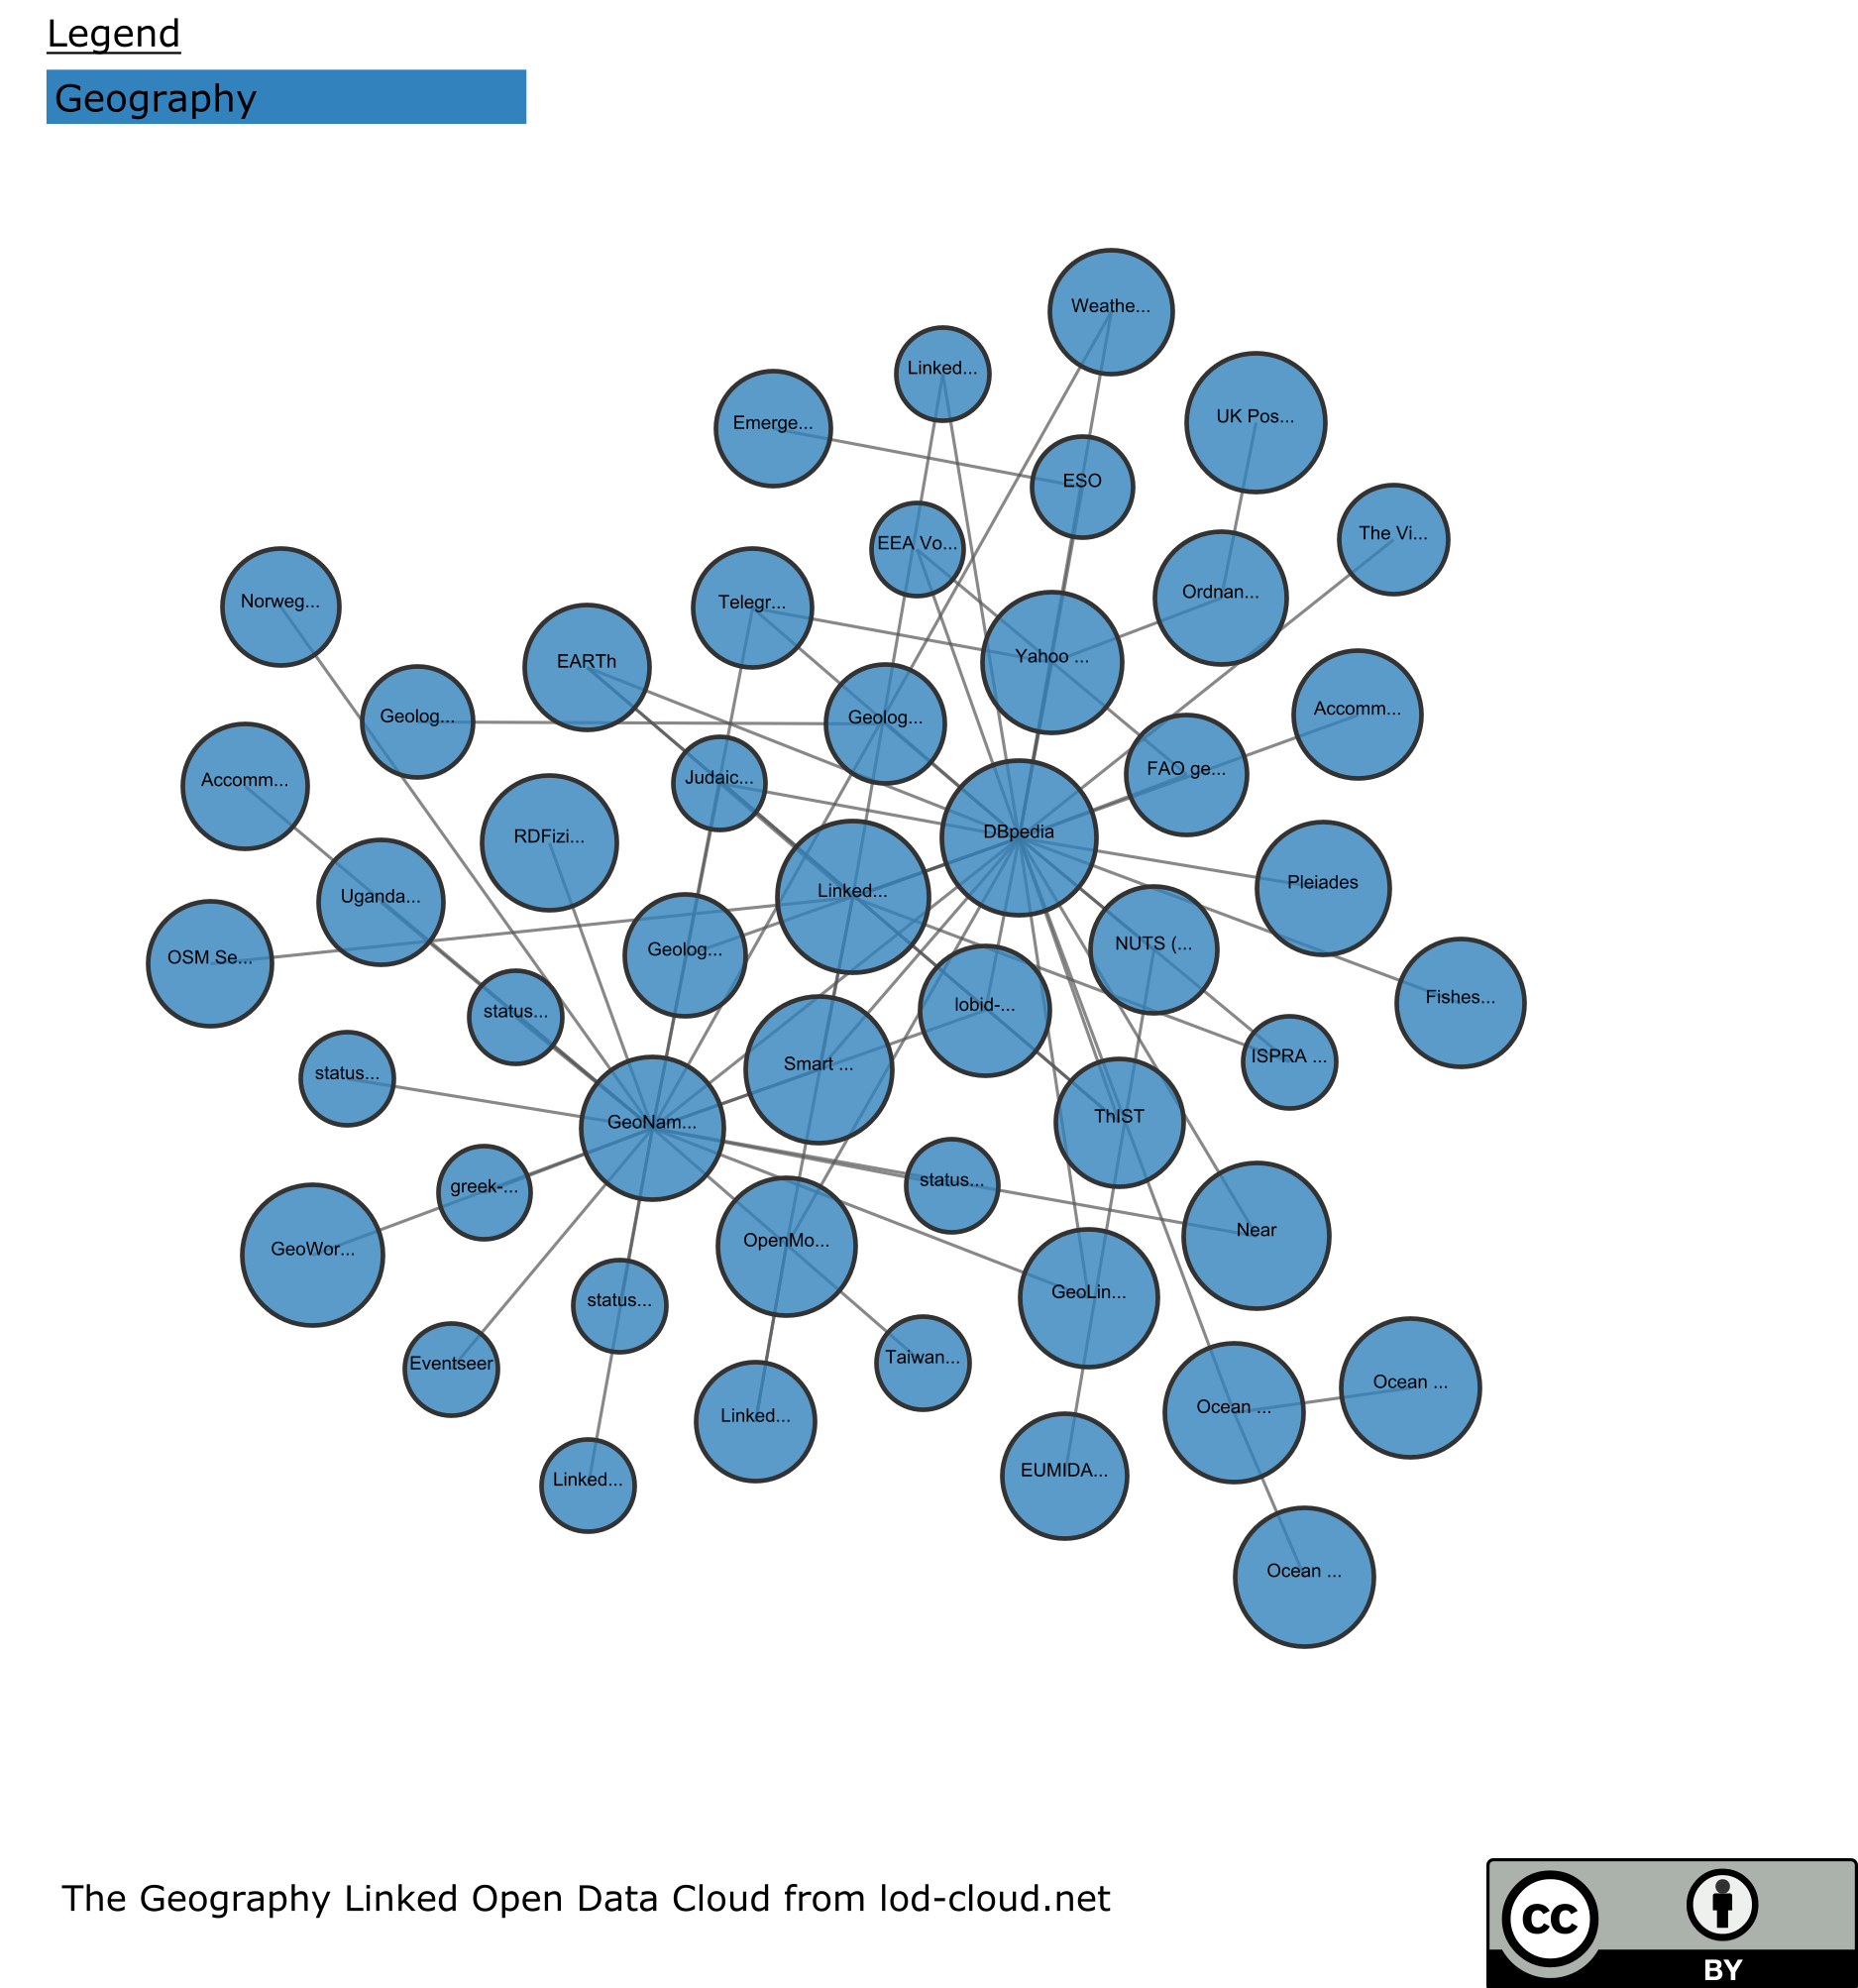 Legend
Geography
Weathe...
Linked...
UK Pos...
Emerge...
ESO
The Vi...
EEA Vo...
Ordnan...
Norweg...
Telegr...
Yahoo ...
EARTh
Accomm...
Geolog...
Geolog...
FAO ge...
Judaic...
Accomm...
DBpedia
RDFizi...
Pleiades
Linked...
Uganda...
NUTS (...
Geolog...
OSM Se...
Fishes...
lobid-...
status...
ISPRA ...
Smart ...
status...
ThIST
GeoNam...
status...
greek-...
Near
OpenMo...
GeoWor...
GeoLin...
status...
Taiwan...
Eventseer
Ocean ...
Ocean ...
Linked...
EUMIDA...
Linked...
Ocean ...
The Geography Linked Open Data Cloud from lod-cloud.net
cc
BY